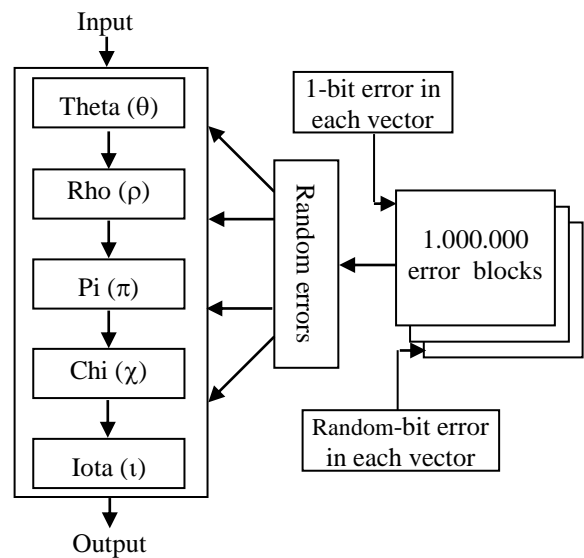 Input
Theta (θ)
Rho (ρ)
Pi (π)
Chi (χ)
Iota (ι)
Output
Random errors
1-bit error in
each vector
1.000.000
error blocks
Random-bit error
in each vector